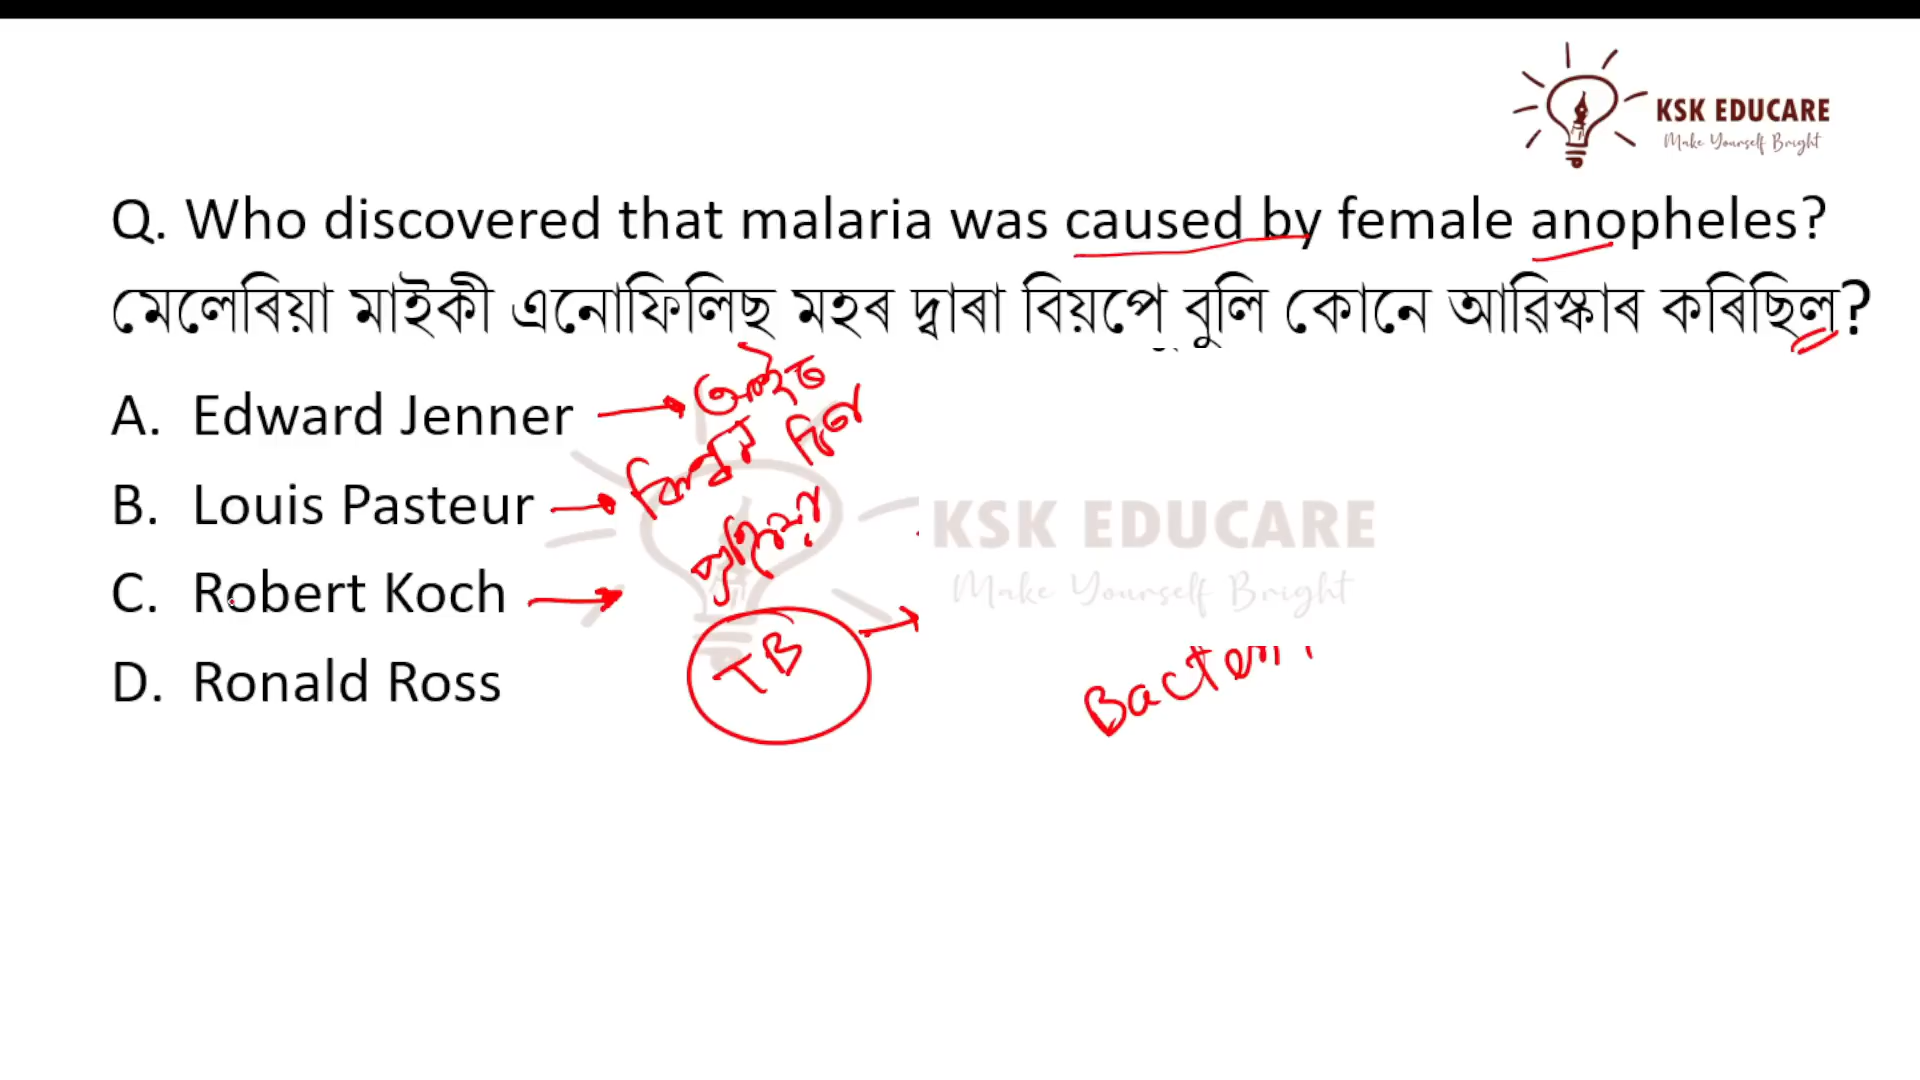 KSK EDUCARE
Make Yourself Bright
Q. Who discovered that malaria was caused by female anopheles?
মেলেৰিয়া মাইকী এনোফিলিছ মহৰ দ্বাৰা বিয়পে বুলি কোনে আৱিস্কাৰ কৰিছিল?
A. Edward Jenner
B. Louis Pasteur
KSK EDUCARE
Make Yourself Bright
C. Robert Koch
TB
D. Ronald Ross